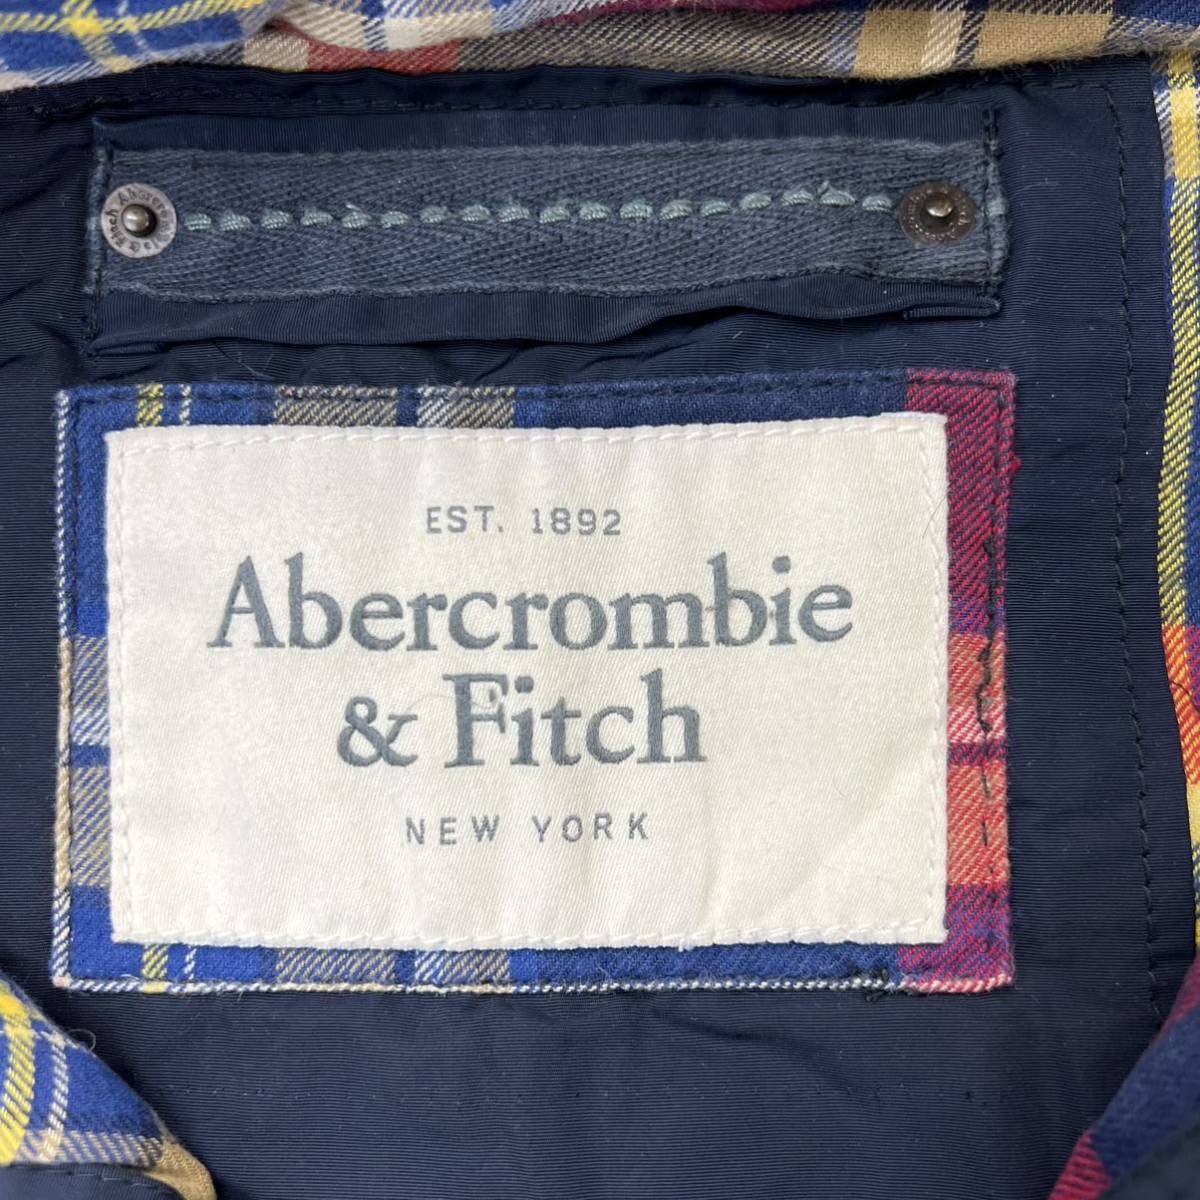 EST. 1892
Abercrombie
& Fitch
NEW YORK